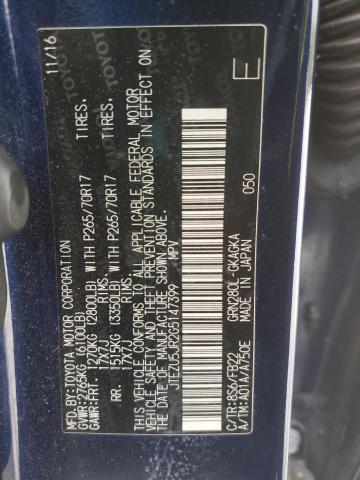 MFD.BY:TOYOTA MOTOR CORPORATION 11/16
GVWR:2765KG (6100LB)
GAWR:FRT. 1270KG (2800LB) WITH P265/70R17 TIRES.
17X7J RIMS
RR. 1515KG (3350LB) WITH P265/70R17 TIRES.
17X7J RIMS
THIS VEHICLE CONFORMS TO ALL APPLICABLE FEDERAL MOTOR
VEHICLE SAFETY AND THEFT PREVENTION STANDARDS IN EFFECT ON
THE DATE OF MANUFACTURE SHOWN ABOVE.
JTEZU5JR2G5147399 MPV
050
E
C/TR:8S6/FB22 GRN280L-GKAGKA
A/TM:A01A/A750E MADE IN JAPAN